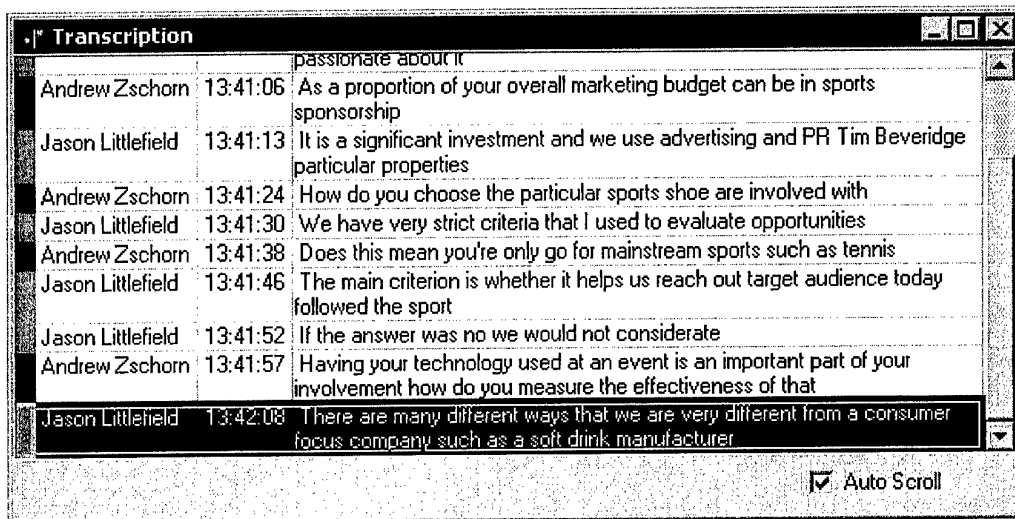 Transcription
passionate about it
Andrew Zschorn 13:41:06 As a proportion of your overall marketing budget can be in sports
sponsorship
Jason Littlefield 13:41:13 It is a significant investment and we use advertising and PR Tim Beveridge
particular properties
Andrew Zschorn 13:41:24 How do you choose the particular sports shoe are involved with
Jason Littlefield 13:41:30 We have very strict criteria that I used to evaluate opportunities
Andrew Zschorn 13:41:38 Does this mean you're only go for mainstream sports such as tennis
Jason Littlefield 13:41:46 The main criterion is whether it helps us reach out target audience today
followed the sport
Jason Littlefield 13:41:52 If the answer was no we would not considerate
Andrew Zschorn 13:41:57 Having your technology used at an event is an important part of your
involvement how do you measure the effectiveness of that
Jason Littlefield 13:42:08 There are many different ways that we are very different from a consumer
focus company such as a soft drink manufacturer
Auto Scroll